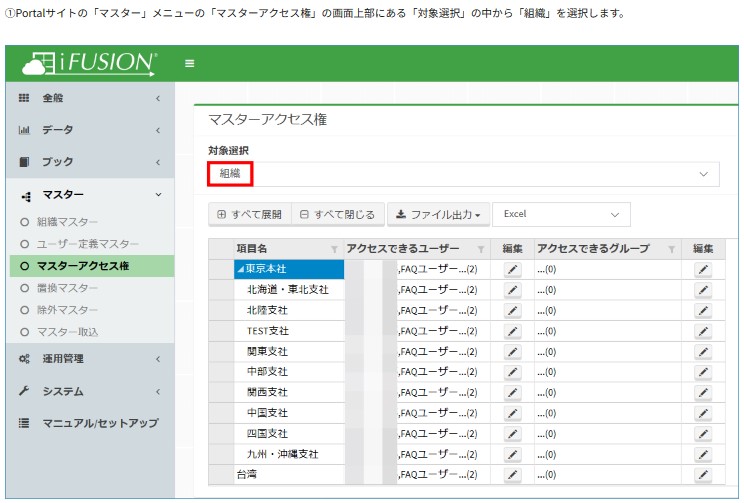 ①Portalサイトの「マスター」メニューの「マスターアクセス権」の画面上部にある「対象選択」の中から「組織」を選択します。
iFUSION®
全般
データ
ブック
マスター
組織マスター
ユーザー定義マスター
マスターアクセス権
置換マスター
除外マスター
マスター取込
運用管理
システム
マニュアル/セットアップ
マスターアクセス権
対象選択
組織
すべて展開 すべて閉じる ファイル出力 Excel
項目名 アクセスできるユーザー 編集 アクセスできるグループ 編集
東京本社 ,FAQユーザー...(2) ...(0)
北海道・東北支社 ,FAQユーザー...(2) ...(0)
北陸支社 ,FAQユーザー...(2) ...(0)
TEST支社 ,FAQユーザー...(2) ...(0)
関東支社 ,FAQユーザー...(2) ...(0)
中部支社 ,FAQユーザー...(2) ...(0)
関西支社 ,FAQユーザー...(2) ...(0)
中国支社 ,FAQユーザー...(2) ...(0)
四国支社 ,FAQユーザー...(2) ...(0)
九州・沖縄支社 ,FAQユーザー...(2) ...(0)
台湾 ,FAQユーザー...(2) ...(0)